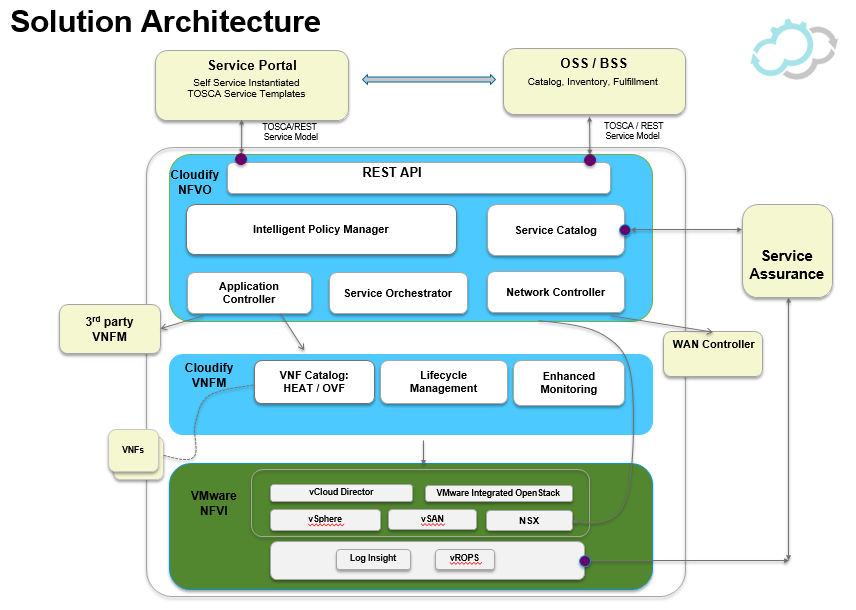 Solution Architecture
Service Portal
Self Service Instantiated
TOSCA Service Templates
OSS / BSS
Catalog, Inventory, Fulfillment
TOSCA/REST
Service Model
TOSCA / REST
Service Model
Cloudify
NFVO
REST API
Intelligent Policy Manager
Service Catalog
Service
Assurance
Application
Controller
Service Orchestrator
Network Controller
3rd party
VNFM
WAN Controller
Cloudify
VNFM
VNF Catalog:
HEAT / OVF
Lifecycle
Management
Enhanced
Monitoring
VNFs
VMware
NFVI
vCloud Director
VMware Integrated OpenStack
vSphere
vSAN
NSX
Log Insight
vROPS